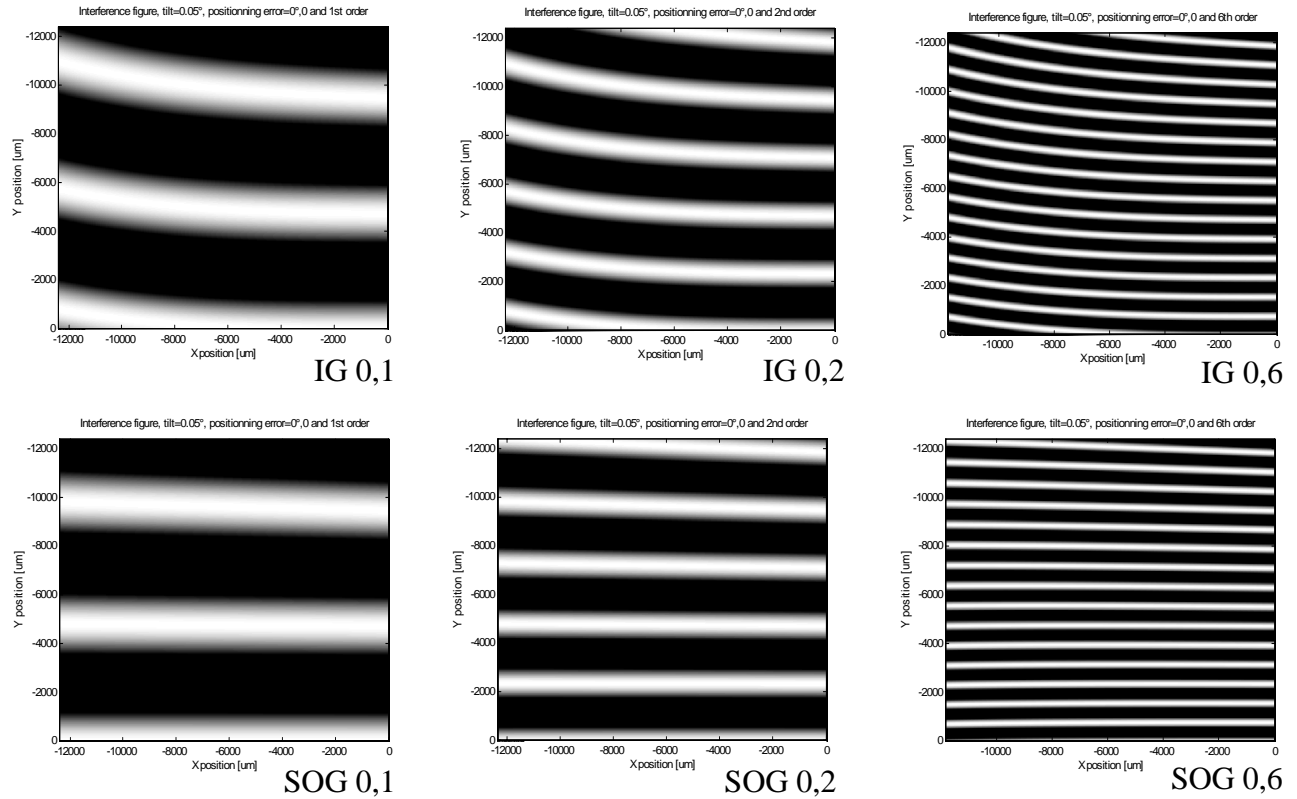 Interference figure, tilt=0.05°, positionning error=0°,0 and 1st order
-12000
-10000
-8000
-6000
-4000
-2000
0
Y position [um]
-12000 -10000 -8000 -6000 -4000 -2000 0
X position [um]
IG 0,1
Interference figure, tilt=0.05°, positionning error=0°,0 and 2nd order
-12000
-10000
-8000
-6000
-4000
-2000
0
Y position [um]
-12000 -10000 -8000 -6000 -4000 -2000 0
X position [um]
IG 0,2
Interference figure, tilt=0.05°, positionning error=0°,0 and 6th order
-12000
-10000
-8000
-6000
-4000
-2000
0
Y position [um]
-10000 -8000 -6000 -4000 -2000 0
X position [um]
IG 0,6
Interference figure, tilt=0.05°, positionning error=0°,0 and 1st order
-12000
-10000
-8000
-6000
-4000
-2000
0
Y position [um]
-12000 -10000 -8000 -6000 -4000 -2000 0
X position [um]
SOG 0,1
Interference figure, tilt=0.05°, positionning error=0°,0 and 2nd order
-12000
-10000
-8000
-6000
-4000
-2000
0
Y position [um]
-12000 -10000 -8000 -6000 -4000 -2000 0
X position [um]
SOG 0,2
Interference figure, tilt=0.05°, positionning error=0°,0 and 6th order
-12000
-10000
-8000
-6000
-4000
-2000
0
Y position [um]
-10000 -8000 -6000 -4000 -2000 0
X position [um]
SOG 0,6